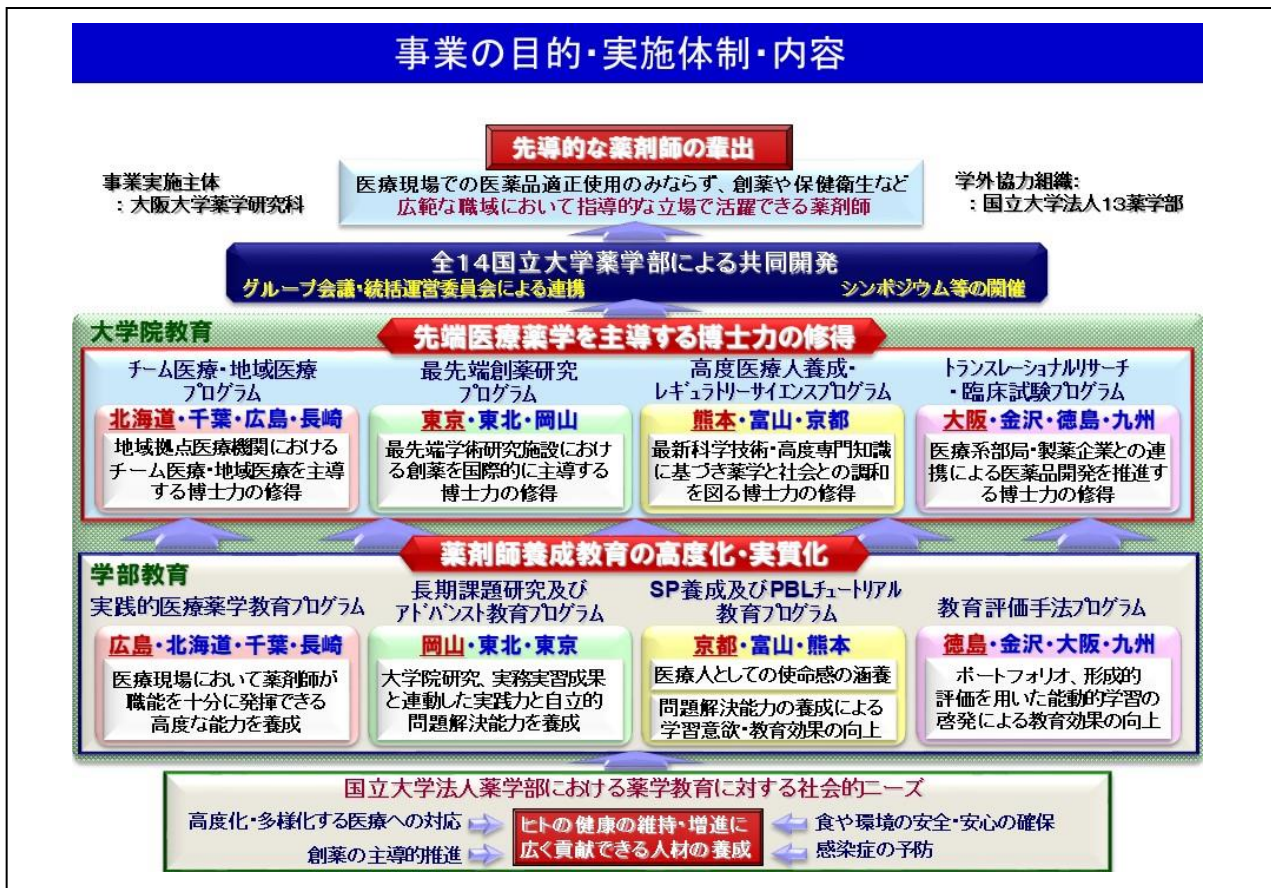 事業の目的・実施体制・内容
先導的な薬剤師の輩出
事業実施主体
：大阪大学薬学研究科
医療現場での医薬品適正使用のみならず、創薬や保健衛生など
広範な職域において指導的な立場で活躍できる薬剤師
学外協力組織:
：国立大学法人13薬学部
全14国立大学薬学部による共同開発
グループ会議・統括運営委員会による連携
シンポジウム等の開催
大学院教育
先端医療薬学を主導する博士力の修得
チーム医療・地域医療
プログラム
北海道・千葉・広島・長崎
地域拠点医療機関における
チーム医療・地域医療を主導
する博士力の修得
最先端創薬研究
プログラム
東京・東北・岡山
最先端学術研究施設におけ
る創薬を国際的に主導する
博士力の修得
高度医療人養成・
レギュラトリーサイエンスプログラム
熊本・富山・京都
最新科学技術・高度専門知識
に基づき薬学と社会との調和
を図る博士力の修得
トランスレーショナルリサーチ
・臨床試験プログラム
大阪・金沢・徳島・九州
医療系部局・製薬企業との連
携による医薬品開発を推進す
る博士力の修得
薬剤師養成教育の高度化・実質化
学部教育
実践的医療薬学教育プログラム
広島・北海道・千葉・長崎
医療現場において薬剤師が
職能を十分に発揮できる
高度な能力を養成
長期課題研究及び
アドバンスト教育プログラム
岡山・東北・東京
大学院研究、実務実習成果
と連動した実践力と自立的
問題解決能力を養成
SP養成及びPBLチュートリアル
教育プログラム
京都・富山・熊本
医療人としての使命感の涵養
問題解決能力の養成による
学習意欲・教育効果の向上
教育評価手法プログラム
徳島・金沢・大阪・九州
ポートフォリオ、形成的
評価を用いた能動的学習の
啓発による教育効果の向上
国立大学法人薬学部における薬学教育に対する社会的ニーズ
高度化・多様化する医療への対応
創薬の主導的推進
ヒトの健康の維持・増進に
広く貢献できる人材の養成
食や環境の安全・安心の確保
感染症の予防